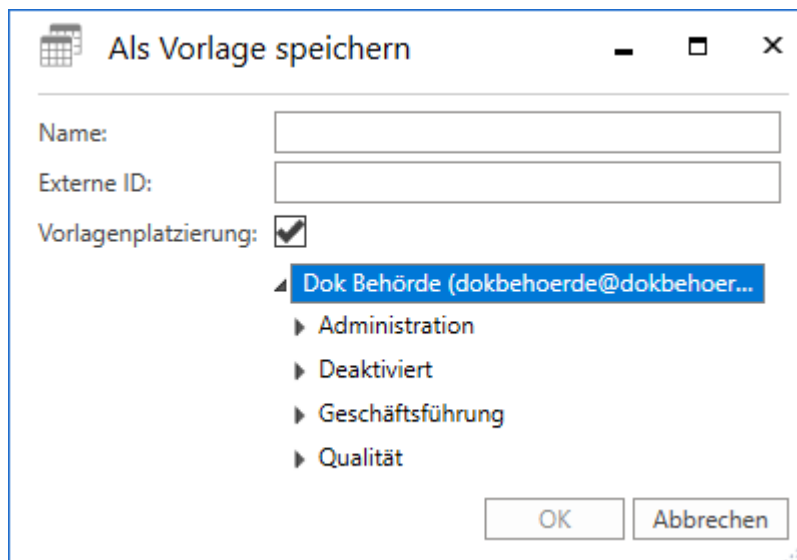 Als Vorlage speichern
Name:
Externe ID:
Vorlagenplatzierung:
Dok Behörde (dokbehoerde@dokbehoer...
Administration
Deaktiviert
Geschäftsführung
Qualität
OK Abbrechen